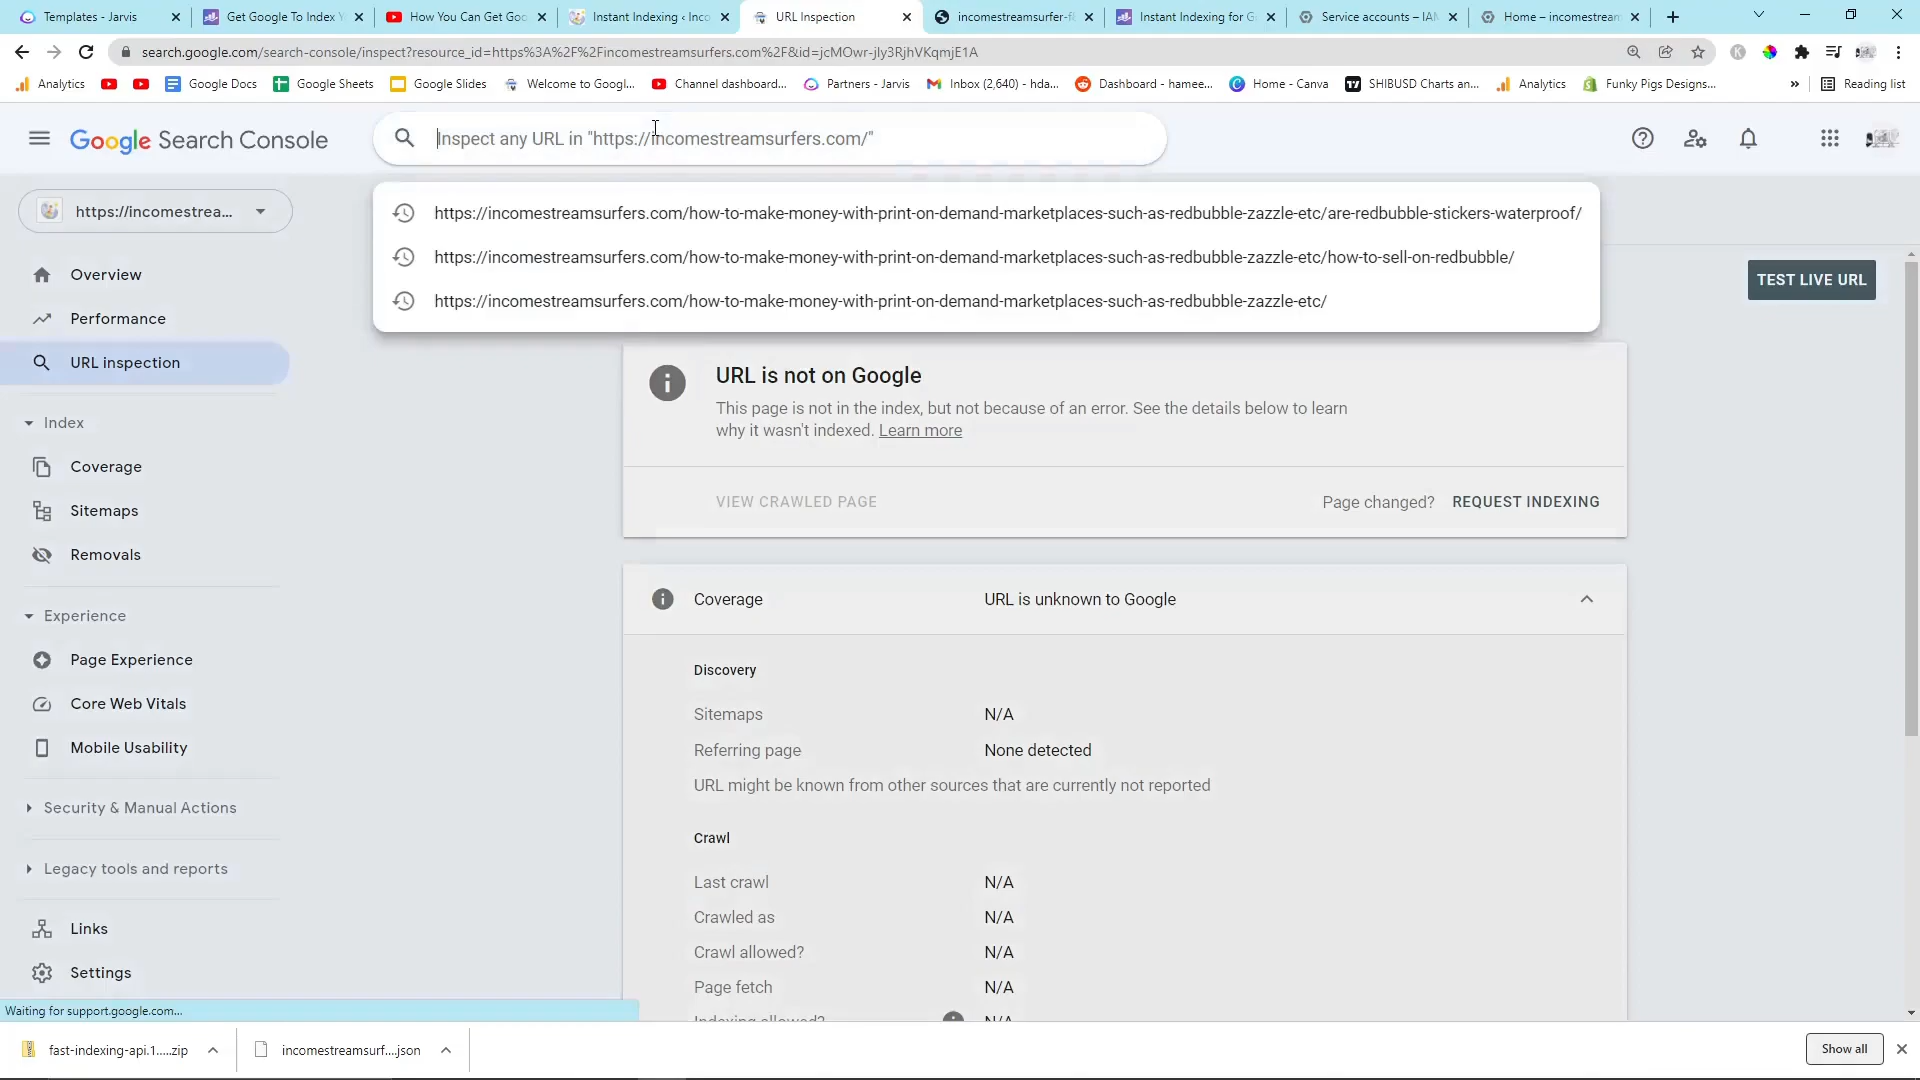 Templates - Jarvis
Get Google To Index Y
How You Can Get Goo
Instant Indexing ‹ Inco
URL Inspection
incomestreamsurfer-f
Instant Indexing for G
Service accounts – IAM
Home – incomestream
search.google.com/search-console/inspect?resource_id=https%3A%2F%2Fincomestreamsurfers.com%2F&id=jcMOwr-jly3RjhVKqmjE1A
Analytics
Google Docs
Google Sheets
Google Slides
Welcome to Googl...
Channel dashboard...
Partners - Jarvis
Inbox (2,640) - hda...
Dashboard - hamee...
Home - Canva
SHIBUSD Charts an...
Analytics
Funky Pigs Designs...
»
Reading list
Google Search Console
Inspect any URL in "https://incomestreamsurfers.com/"
https://incomestrea...
https://incomestreamsurfers.com/how-to-make-money-with-print-on-demand-marketplaces-such-as-redbubble-zazzle-etc/are-redbubble-stickers-waterproof/
https://incomestreamsurfers.com/how-to-make-money-with-print-on-demand-marketplaces-such-as-redbubble-zazzle-etc/how-to-sell-on-redbubble/
https://incomestreamsurfers.com/how-to-make-money-with-print-on-demand-marketplaces-such-as-redbubble-zazzle-etc/
TEST LIVE URL
Overview
Performance
URL inspection
Index
Coverage
Sitemaps
Removals
Experience
Page Experience
Core Web Vitals
Mobile Usability
Security & Manual Actions
Legacy tools and reports
Links
Settings
URL is not on Google
This page is not in the index, but not because of an error. See the details below to learn
why it wasn't indexed. Learn more
VIEW CRAWLED PAGE
Page changed? REQUEST INDEXING
Coverage
URL is unknown to Google
Discovery
Sitemaps N/A
Referring page None detected
URL might be known from other sources that are currently not reported
Crawl
Last crawl N/A
Crawled as N/A
Crawl allowed? N/A
Page fetch N/A
Indexing allowed? N/A
Waiting for support.google.com...
fast-indexing-api.1.....zip
incomestreamsurf....json
Show all